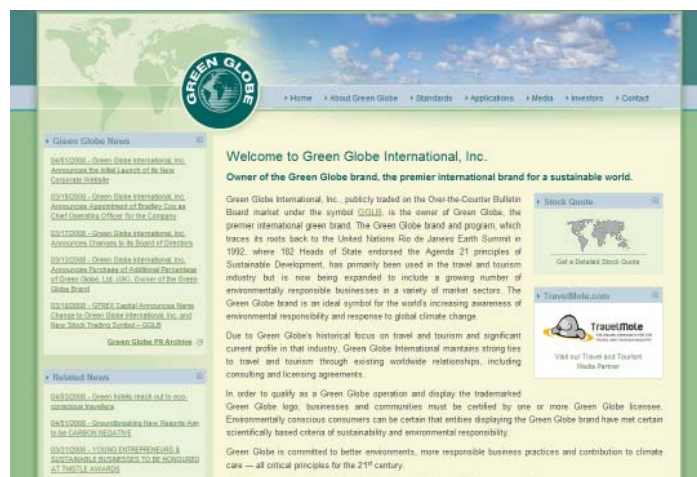 GREEN GLOBE
Home
About Green Globe
Standards
Applications
Media
Investors
Contact
Green Globe News
04/01/2008 - Green Globe International, Inc.
Announces the Initial Launch of its New
Corporate Website
Announces Appointment of Bradley Cox as
Chief Operating Officer for the Company
03/17/2008 - Green Globe International, Inc.
Announces Changes to its Board of Directors
03/13/2008 - Green Globe International, Inc.
Announces Purchase of Additional Percentage
of Green Globe, Ltd. (UK), Owner of the Green
Globe Brand
GTREX Capital Announces Name
Change to Green Globe International, Inc. and
New Stock Trading Symbol – GGLB
Green Globe PR Archive
Related News
Green hotels reach out to eco-
conscious travellers
Groundbreaking New Resorts Aim
to be CARBON NEGATIVE
YOUNG ENTREPRENEURS &
SUSTAINABLE BUSINESSES TO BE HONOURED
AT THISTLE AWARDS
Welcome to Green Globe International, Inc.
Owner of the Green Globe brand, the premier international brand for a sustainable world.
Green Globe International, Inc., publicly traded on the Over-the-Counter Bulletin
Board market under the symbol GGLB, is the owner of Green Globe, the
premier international green brand. The Green Globe brand and program, which
traces its roots back to the United Nations Rio de Janero Earth Summit in
1992, where 182 Heads of State endorsed the Agenda 21 principles of
Sustainable Development, has primarily been used in the travel and tourism
industry but is now being expanded to include a growing number of
environmentally responsible businesses in a variety of market sectors. The
Green Globe brand is an ideal symbol for the world's increasing awareness of
environmental responsibility and response to global climate change.
Due to Green Globe's historical focus on travel and tourism and significant
current profile in that industry, Green Globe International maintains strong ties
to travel and tourism through existing worldwide relationships, including
consulting and licensing agreements.
In order to qualify as a Green Globe operation and display the trademarked
Green Globe logo, businesses and communities must be certified by one or more Green Globe licensee.
Environmentally conscious consumers can be certain that entities displaying the Green Globe brand have met certain
scientifically based criteria of sustainability and environmental responsibility.
Green Globe is committed to better environments, more responsible business practices and contribution to climate
care — all critical principles for the 21st century.
Stock Quote
Get a Detailed Stock Quote
TravelMole.com
TravelMole
Visit our Travel and Tourism
Media Partner